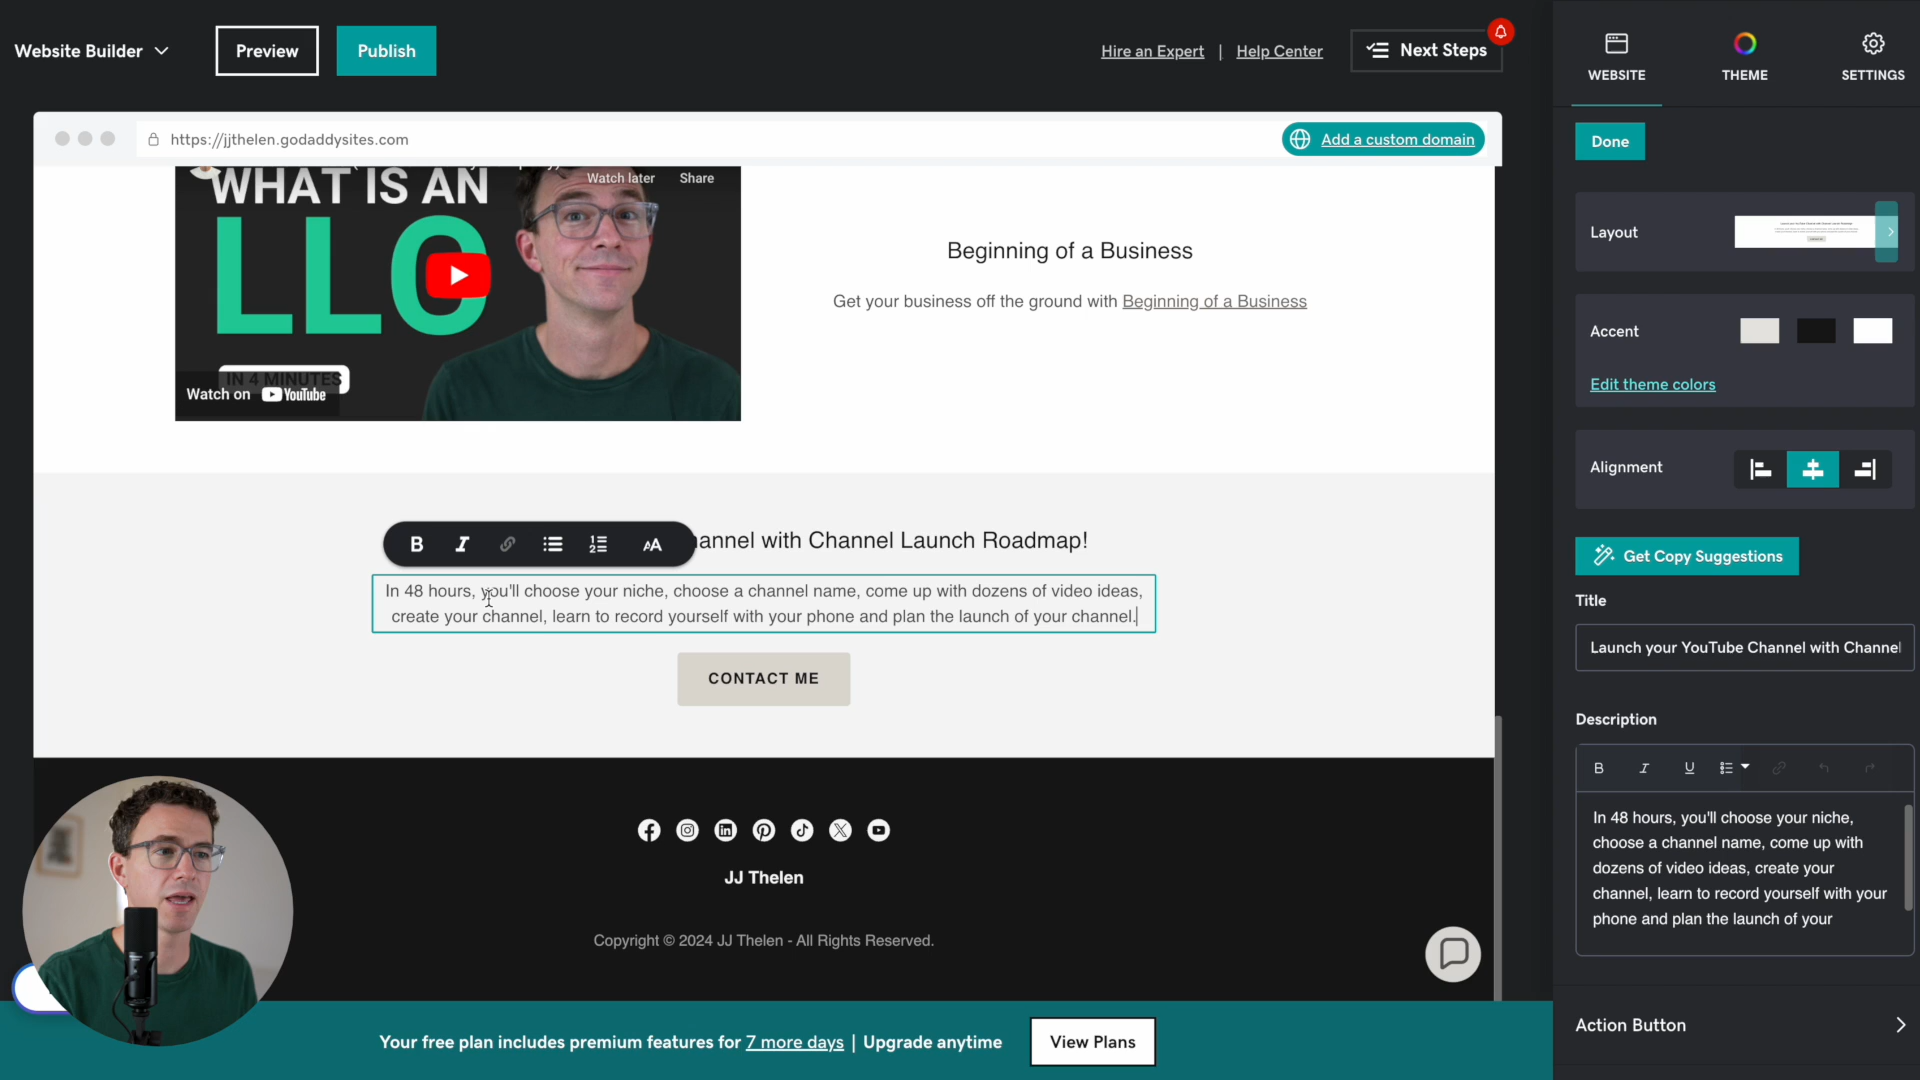 Website Builder
Preview
Publish
Hire an Expert | Help Center
Next Steps
WEBSITE
THEME
SETTINGS
https://jjthelen.godaddysites.com
Add a custom domain
Done
WHAT IS AN
Watch later
Share
LLC
IN 4 MINUTES
Watch on YouTube
Beginning of a Business
Get your business off the ground with Beginning of a Business
Layout
Accent
Edit theme colors
Alignment
annel with Channel Launch Roadmap!
In 48 hours, you'll choose your niche, choose a channel name, come up with dozens of video ideas,
create your channel, learn to record yourself with your phone and plan the launch of your channel.
CONTACT ME
Get Copy Suggestions
Title
Launch your YouTube Channel with Channel
Description
In 48 hours, you'll choose your niche,
choose a channel name, come up with
dozens of video ideas, create your
channel, learn to record yourself with your
phone and plan the launch of your
JJ Thelen
Copyright © 2024 JJ Thelen - All Rights Reserved.
Action Button
Your free plan includes premium features for 7 more days | Upgrade anytime
View Plans